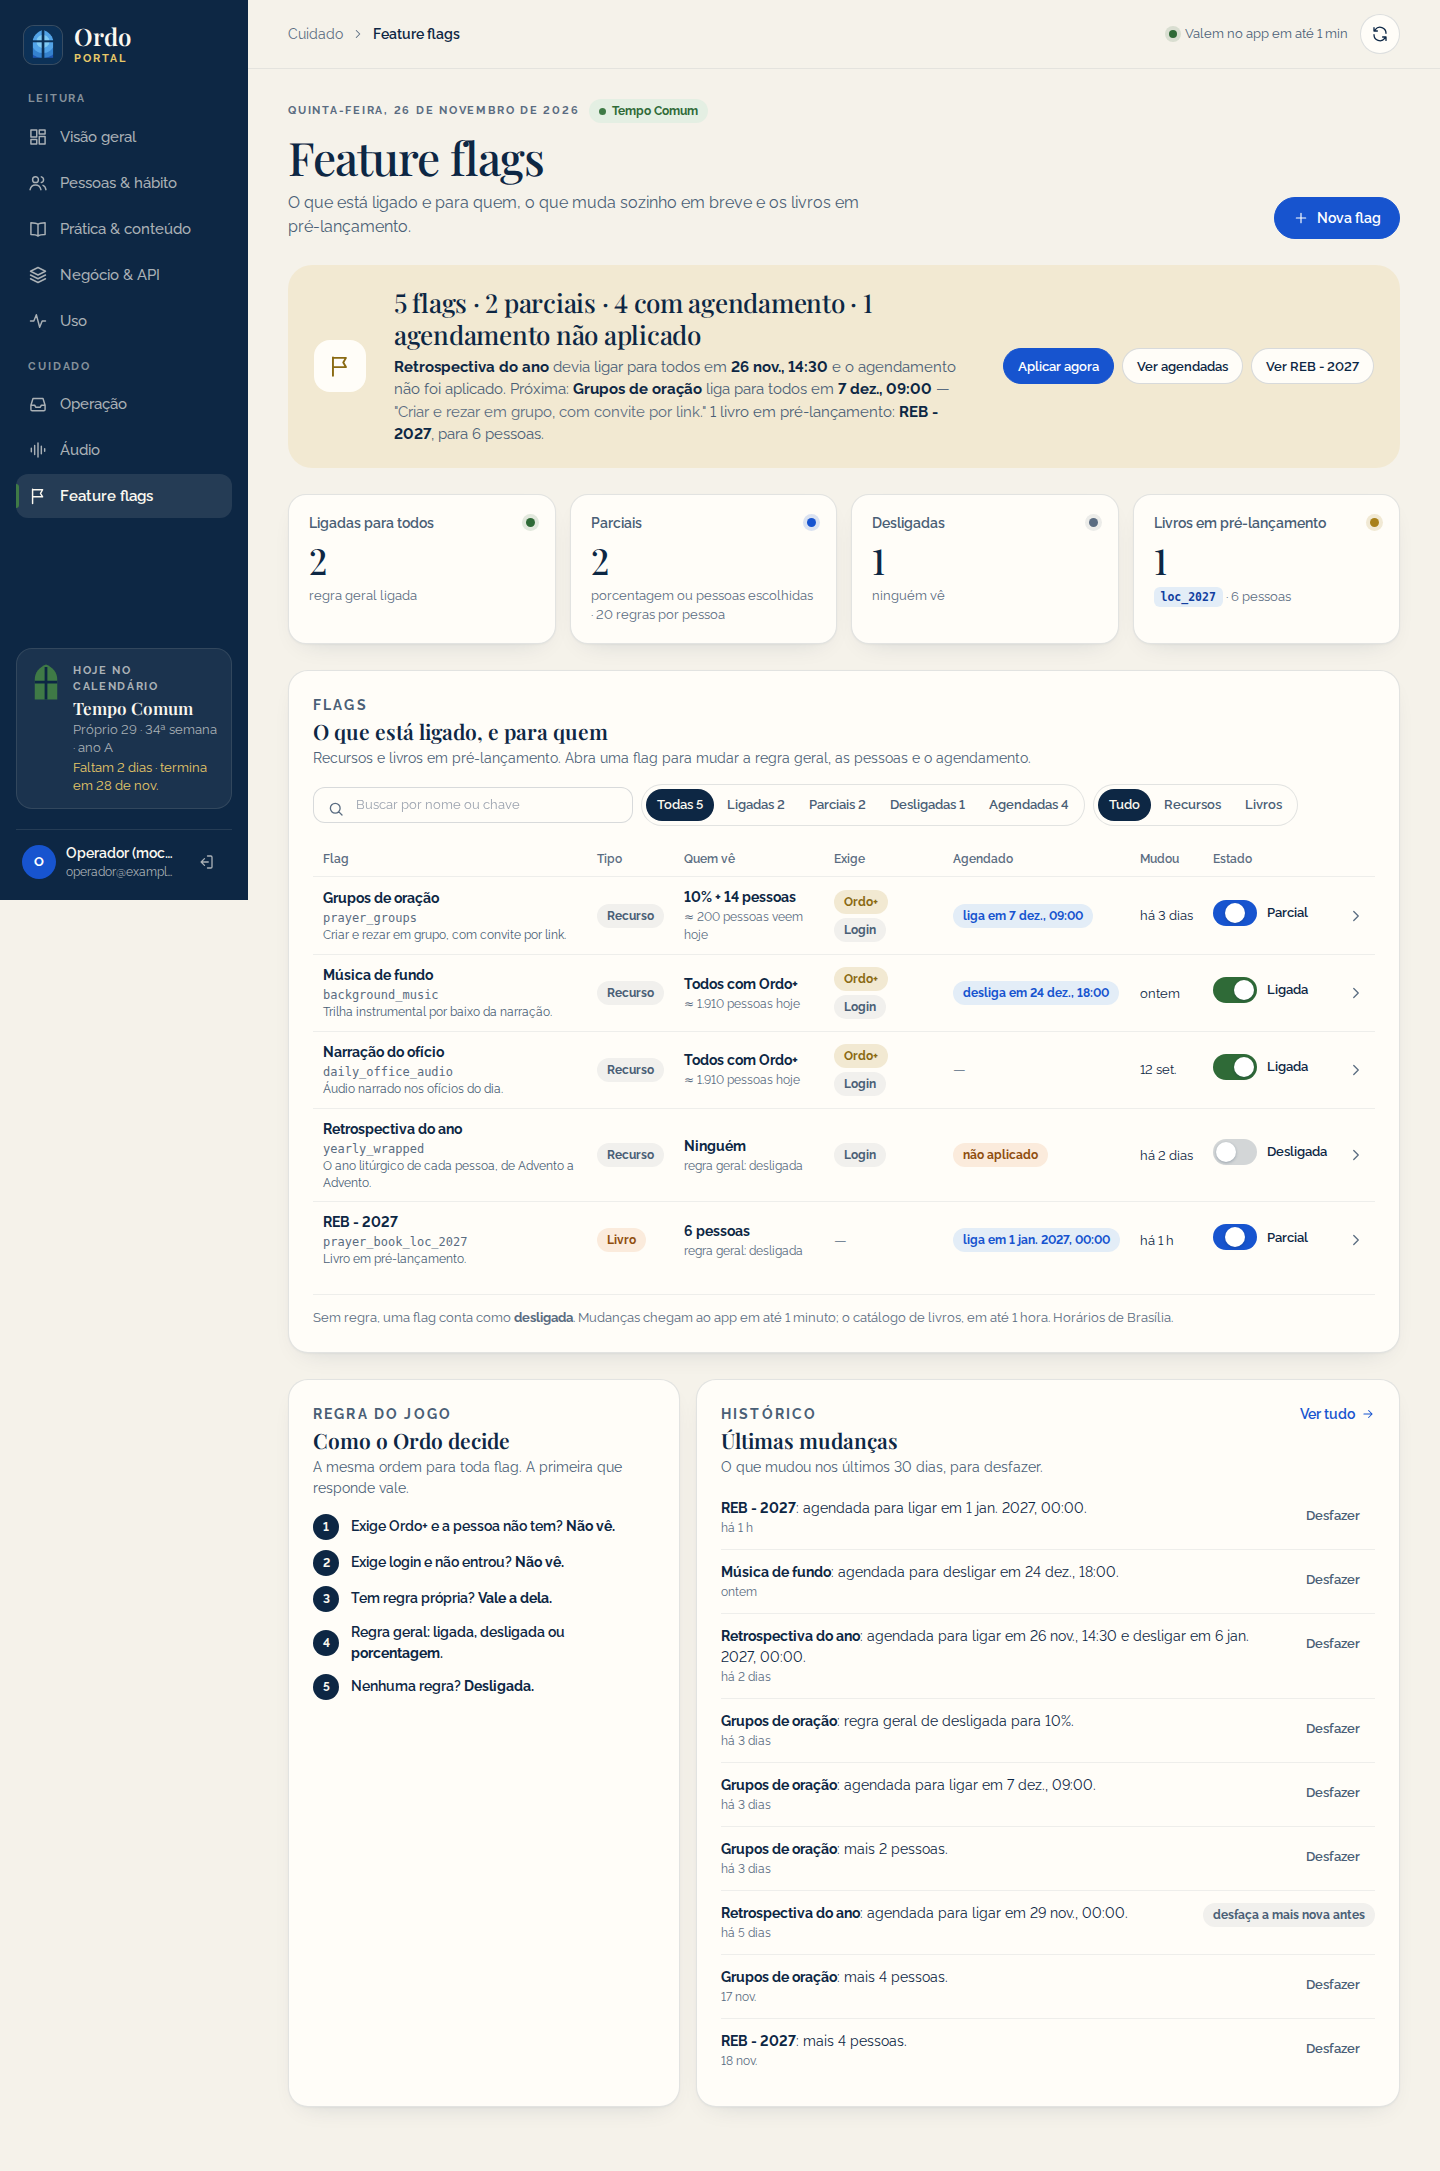 Ordo
PORTAL
LEITURA
Visão geral
Pessoas & hábito
Prática & conteúdo
Negócio & API
Uso
CUIDADO
Operação
Áudio
Feature flags
HOJE NO
CALENDÁRIO
Tempo Comum
Próprio 29 · 34ª semana
· ano A
Faltam 2 dias · termina
em 28 de nov.
O
Operador (moc…
operador@exampl…
Cuidado > Feature flags
Valem no app em até 1 min
QUINTA-FEIRA, 26 DE NOVEMBRO DE 2026 Tempo Comum
Feature flags
O que está ligado e para quem, o que muda sozinho em breve e os livros em
pré-lançamento.
+ Nova flag
5 flags · 2 parciais · 4 com agendamento · 1
agendamento não aplicado
Retrospectiva do ano devia ligar para todos em 26 nov., 14:30 e o agendamento
não foi aplicado. Próxima: Grupos de oração liga para todos em 7 dez., 09:00 —
"Criar e rezar em grupo, com convite por link." 1 livro em pré-lançamento: REB -
2027, para 6 pessoas.
Aplicar agora Ver agendadas Ver REB - 2027
Ligadas para todos
2
regra geral ligada
Parciais
2
porcentagem ou pessoas escolhidas
· 20 regras por pessoa
Desligadas
1
ninguém vê
Livros em pré-lançamento
1
loc_2027 · 6 pessoas
FLAGS
O que está ligado, e para quem
Recursos e livros em pré-lançamento. Abra uma flag para mudar a regra geral, as pessoas e o agendamento.
Buscar por nome ou chave
Todas 5 Ligadas 2 Parciais 2 Desligadas 1 Agendadas 4
Tudo Recursos Livros
Flag Tipo Quem vê Exige Agendado Mudou Estado
Grupos de oração
prayer_groups
Criar e rezar em grupo, com convite por link.
Recurso
10% + 14 pessoas
≈ 200 pessoas veem
hoje
Ordo+
Login
liga em 7 dez., 09:00
há 3 dias
Parcial
Música de fundo
background_music
Trilha instrumental por baixo da narração.
Recurso
Todos com Ordo+
≈ 1.910 pessoas hoje
Ordo+
Login
desliga em 24 dez., 18:00
ontem
Ligada
Narração do ofício
daily_office_audio
Áudio narrado nos ofícios do dia.
Recurso
Todos com Ordo+
≈ 1.910 pessoas hoje
Ordo+
Login
—
12 set.
Ligada
Retrospectiva do ano
yearly_wrapped
O ano litúrgico de cada pessoa, de Advento a
Advento.
Recurso
Ninguém
regra geral: desligada
Login
não aplicado
há 2 dias
Desligada
REB - 2027
prayer_book_loc_2027
Livro em pré-lançamento.
Livro
6 pessoas
regra geral: desligada
—
liga em 1 jan. 2027, 00:00
há 1 h
Parcial
Sem regra, uma flag conta como desligada. Mudanças chegam ao app em até 1 minuto; o catálogo de livros, em até 1 hora. Horários de Brasília.
REGRA DO JOGO
Como o Ordo decide
A mesma ordem para toda flag. A primeira que
responde vale.
1 Exige Ordo+ e a pessoa não tem? Não vê.
2 Exige login e não entrou? Não vê.
3 Tem regra própria? Vale a dela.
4 Regra geral: ligada, desligada ou
porcentagem.
5 Nenhuma regra? Desligada.
HISTÓRICO
Ver tudo →
Últimas mudanças
O que mudou nos últimos 30 dias, para desfazer.
REB - 2027: agendada para ligar em 1 jan. 2027, 00:00.
há 1 h
Desfazer
Música de fundo: agendada para desligar em 24 dez., 18:00.
ontem
Desfazer
Retrospectiva do ano: agendada para ligar em 26 nov., 14:30 e desligar em 6 jan.
2027, 00:00.
há 2 dias
Desfazer
Grupos de oração: regra geral de desligada para 10%.
há 3 dias
Desfazer
Grupos de oração: agendada para ligar em 7 dez., 09:00.
há 3 dias
Desfazer
Grupos de oração: mais 2 pessoas.
há 3 dias
Desfazer
Retrospectiva do ano: agendada para ligar em 29 nov., 00:00.
há 5 dias
desfaça a mais nova antes
Grupos de oração: mais 4 pessoas.
17 nov.
Desfazer
REB - 2027: mais 4 pessoas.
18 nov.
Desfazer